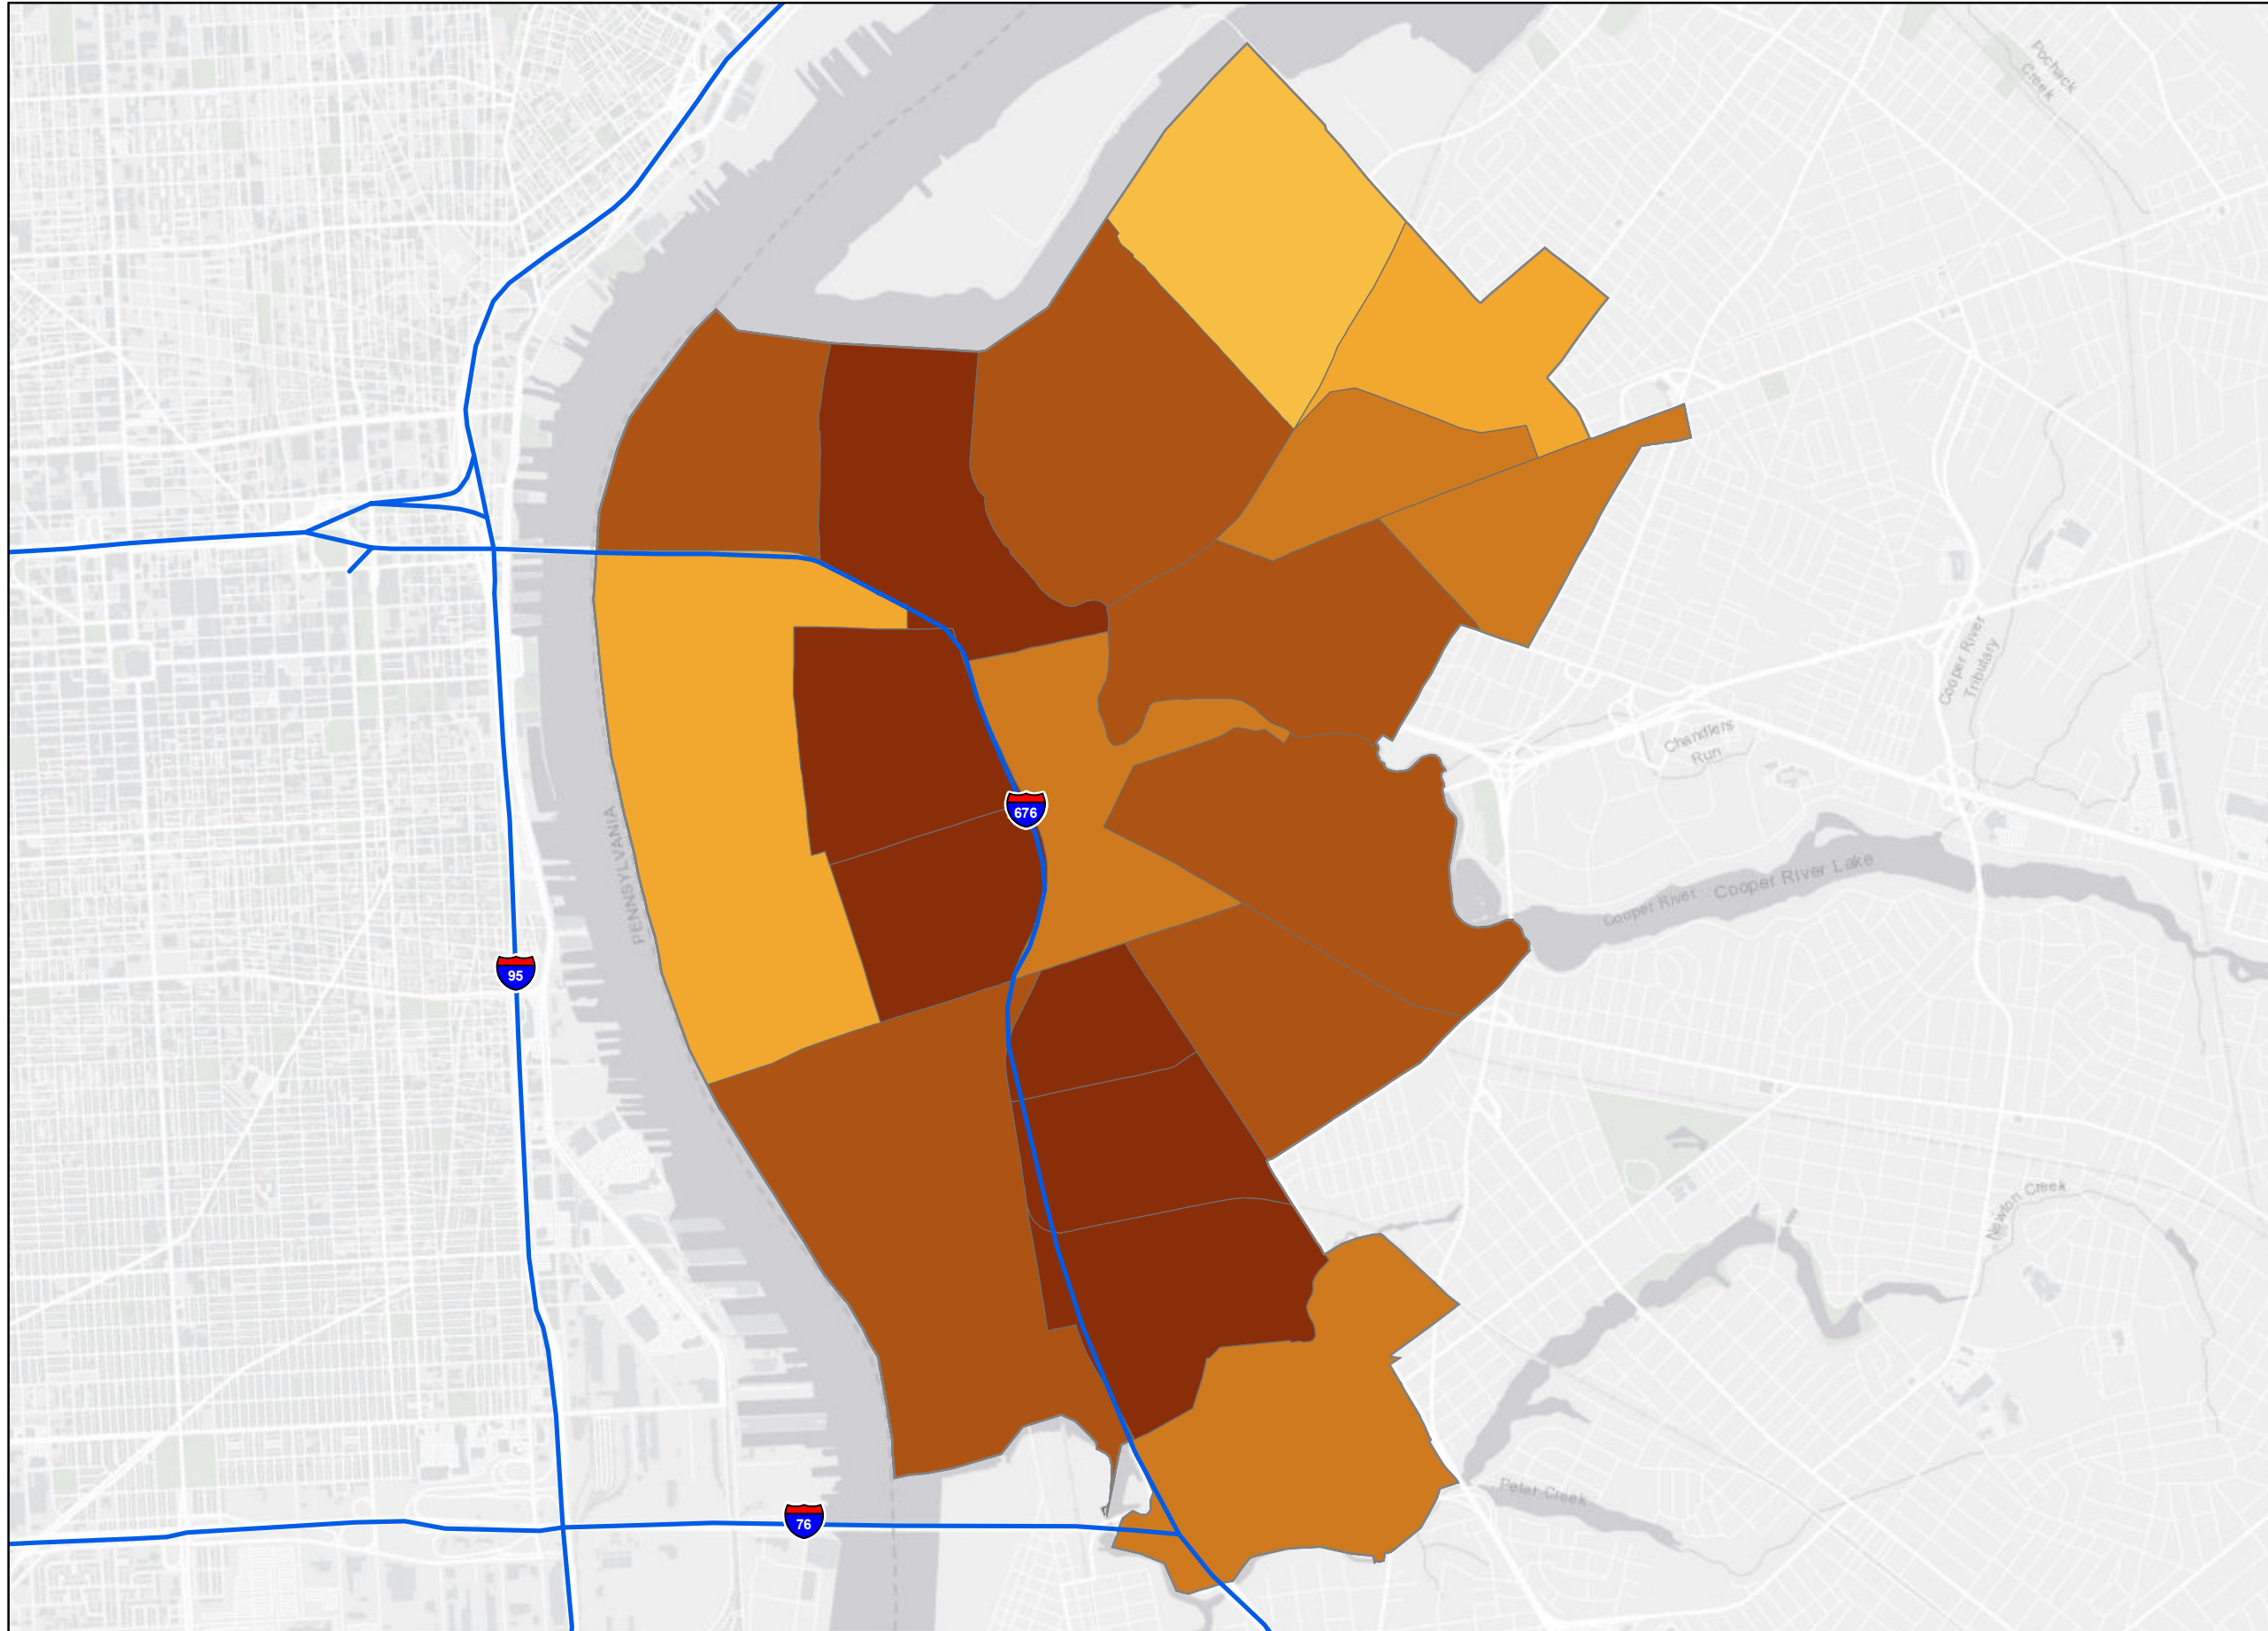 Pochack
Creek
Cooper River
Tributary
Chandlers
Run
676
PENNSYLVANIA
Cooper River
Cooper River Lake
95
Newton Creek
76
Peter Creek